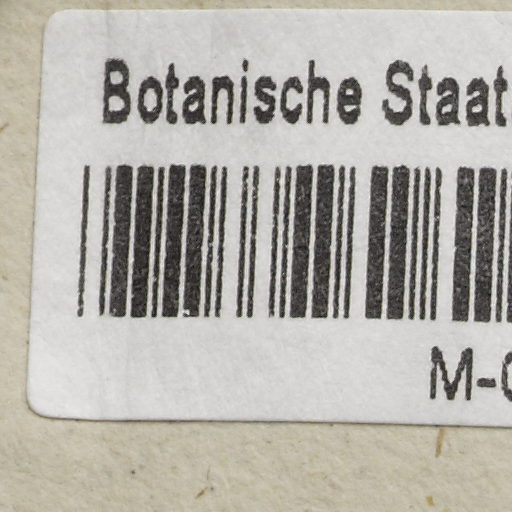 Botanische Staat
M-